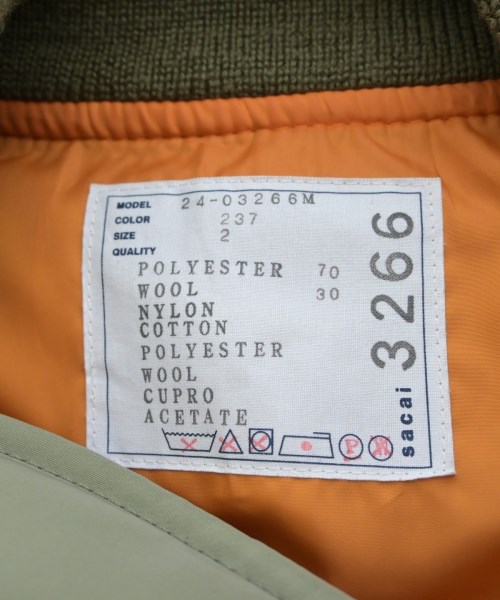 MODEL 24-03266M
COLOR 237
SIZE 2
QUALITY
POLYESTER 70
WOOL 30
NYLON
COTTON
POLYESTER
WOOL
CUPRO
ACETATE
P
sacai 3266